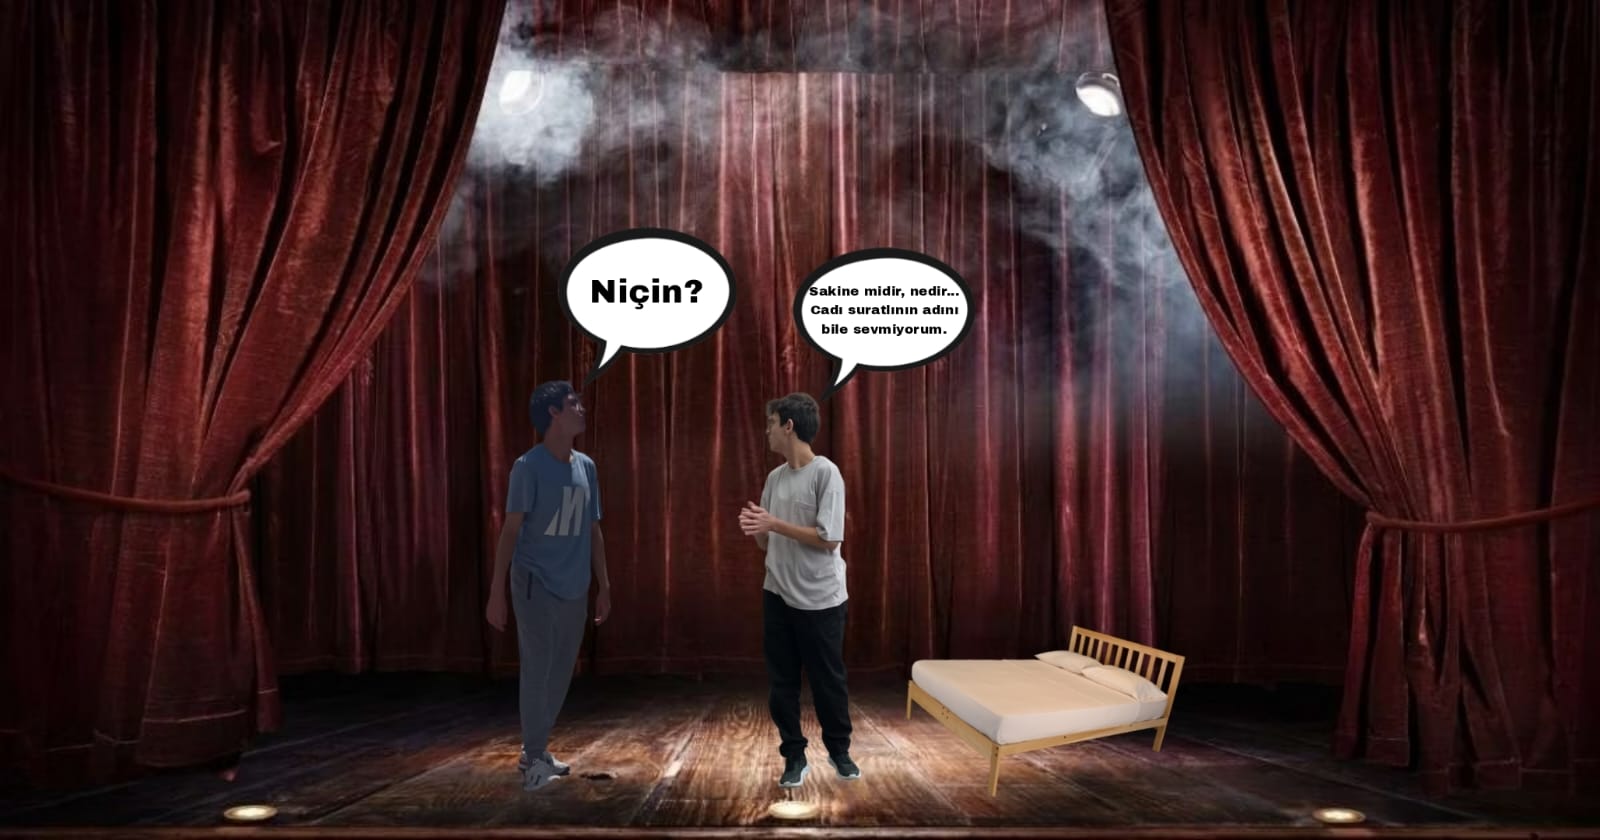 Niçin?
Sakine midir, nedir...
Cadı suratlının adını
bile sevmiyorum.